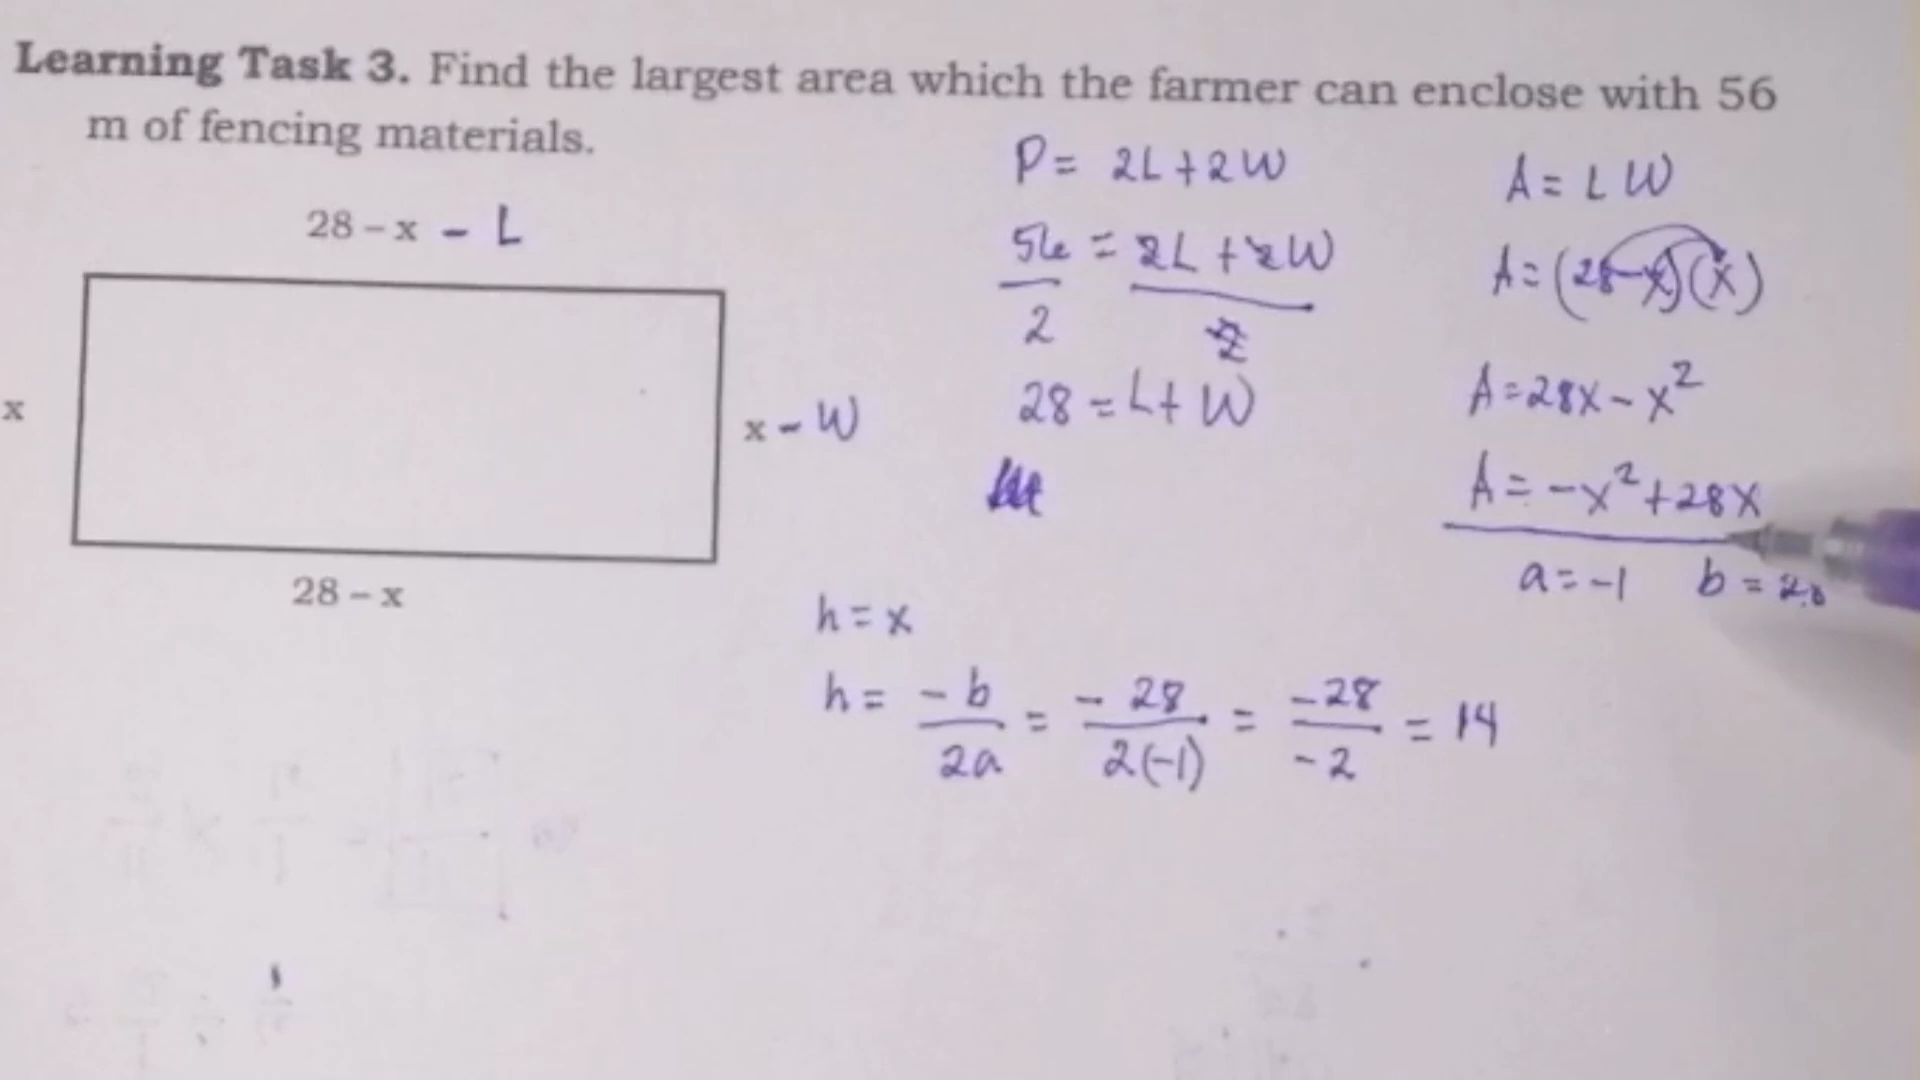 Learning Task 3. Find the largest area which the farmer can enclose with 56
m of fencing materials.
28 – x - L
x
x - W
28 – x
P = 2L + 2W
56 = 2L + 2W
2 2
28 = L + W
A = L W
A = (28 - x)(x)
A = 28x - x²
A = -x² + 28x
a = -1 b = 28
h = x
h = -b = - 28 = -28 = 14
2a 2(-1) -2